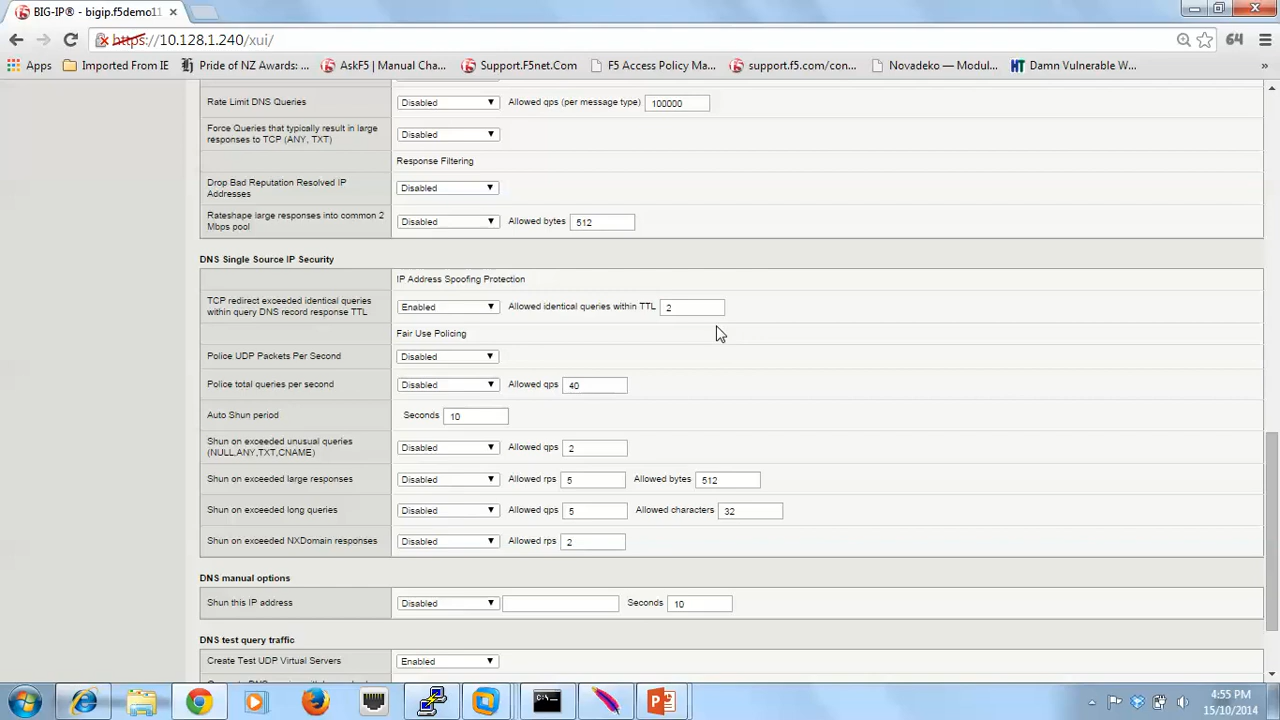 BIG-IP® - bigip.f5demo11
https://10.128.1.240/xui/
64
Apps
Imported From IE
Pride of NZ Awards: ...
AskF5 | Manual Cha...
Support.F5net.Com
F5 Access Policy Ma...
support.f5.com/con...
Novadeko — Modul...
HT Damn Vulnerable W...
»
Rate Limit DNS Queries
Disabled
Allowed qps (per message type)
100000
Force Queries that typically result in large
responses to TCP (ANY, TXT)
Disabled
Response Filtering
Drop Bad Reputation Resolved IP
Addresses
Disabled
Rateshape large responses into common 2
Mbps pool
Disabled
Allowed bytes
512
DNS Single Source IP Security
IP Address Spoofing Protection
TCP redirect exceeded identical queries
within query DNS record response TTL
Enabled
Allowed identical queries within TTL
2
Fair Use Policing
Police UDP Packets Per Second
Disabled
Police total queries per second
Disabled
Allowed qps
40
Auto Shun period
Seconds
10
Shun on exceeded unusual queries
(NULL,ANY,TXT,CNAME)
Disabled
Allowed qps
2
Shun on exceeded large responses
Disabled
Allowed rps
5
Allowed bytes
512
Shun on exceeded long queries
Disabled
Allowed qps
5
Allowed characters
32
Shun on exceeded NXDomain responses
Disabled
Allowed rps
2
DNS manual options
Shun this IP address
Disabled
Seconds
10
DNS test query traffic
Create Test UDP Virtual Servers
Enabled
4:55 PM
15/10/2014